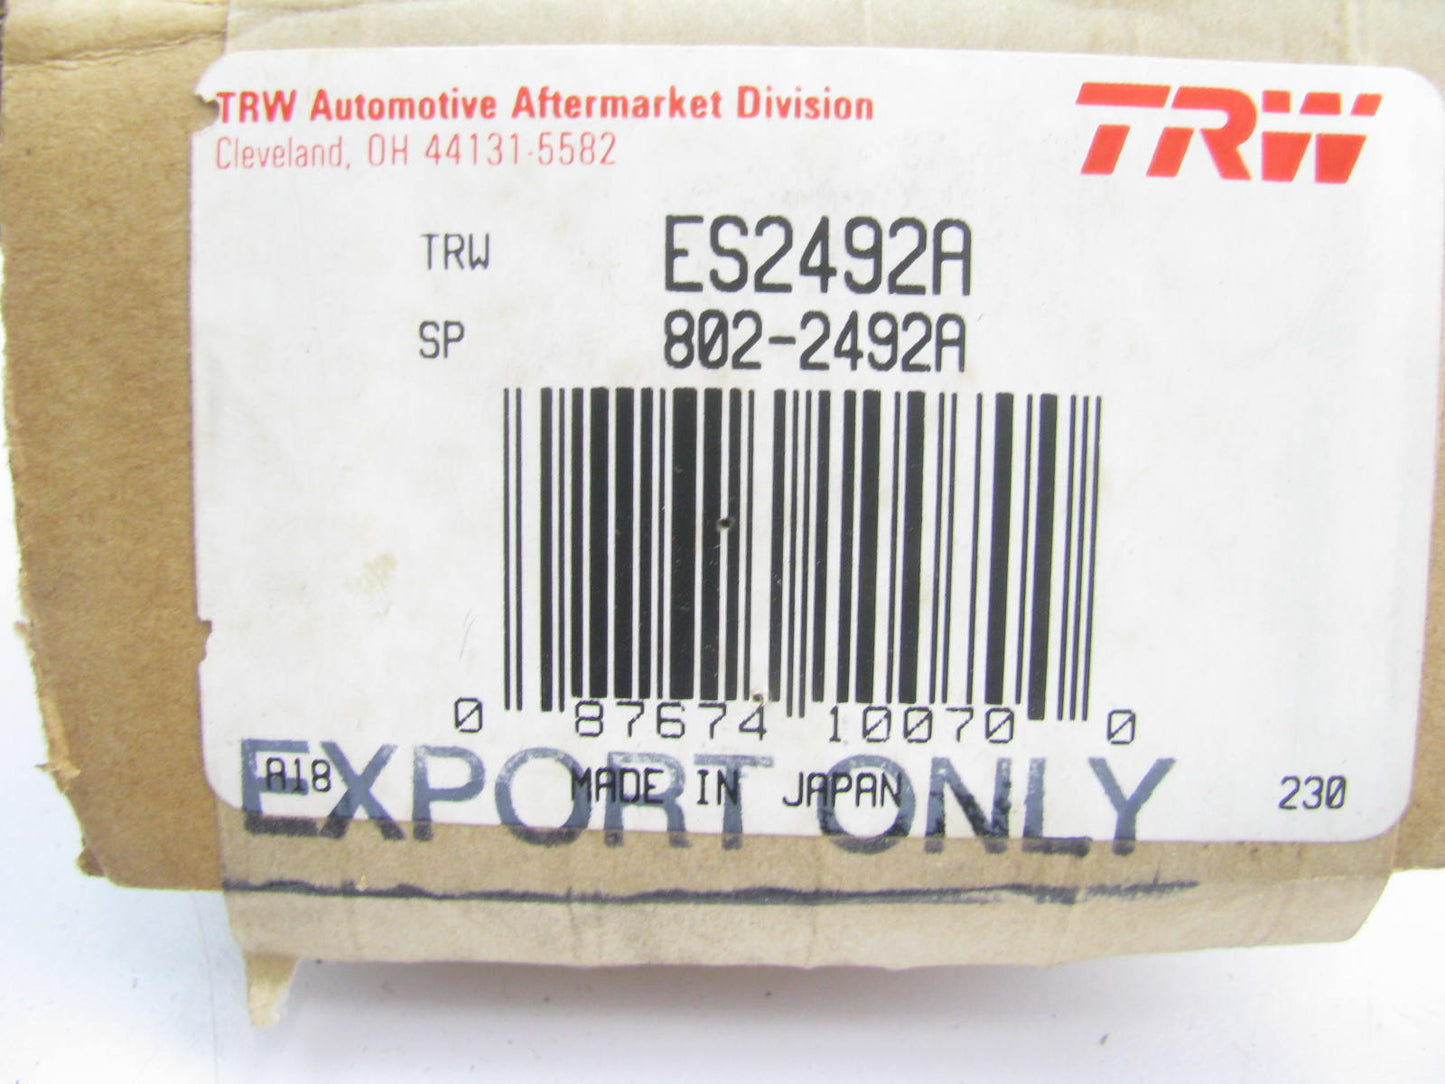 TRW Automotive Aftermarket Division
Cleveland, OH 44131-5582
TRW
TRW ES2492A
SP 802-2492A
0 87674 10070 0
A18 MADE IN JAPAN 230
EXPORT ONLY